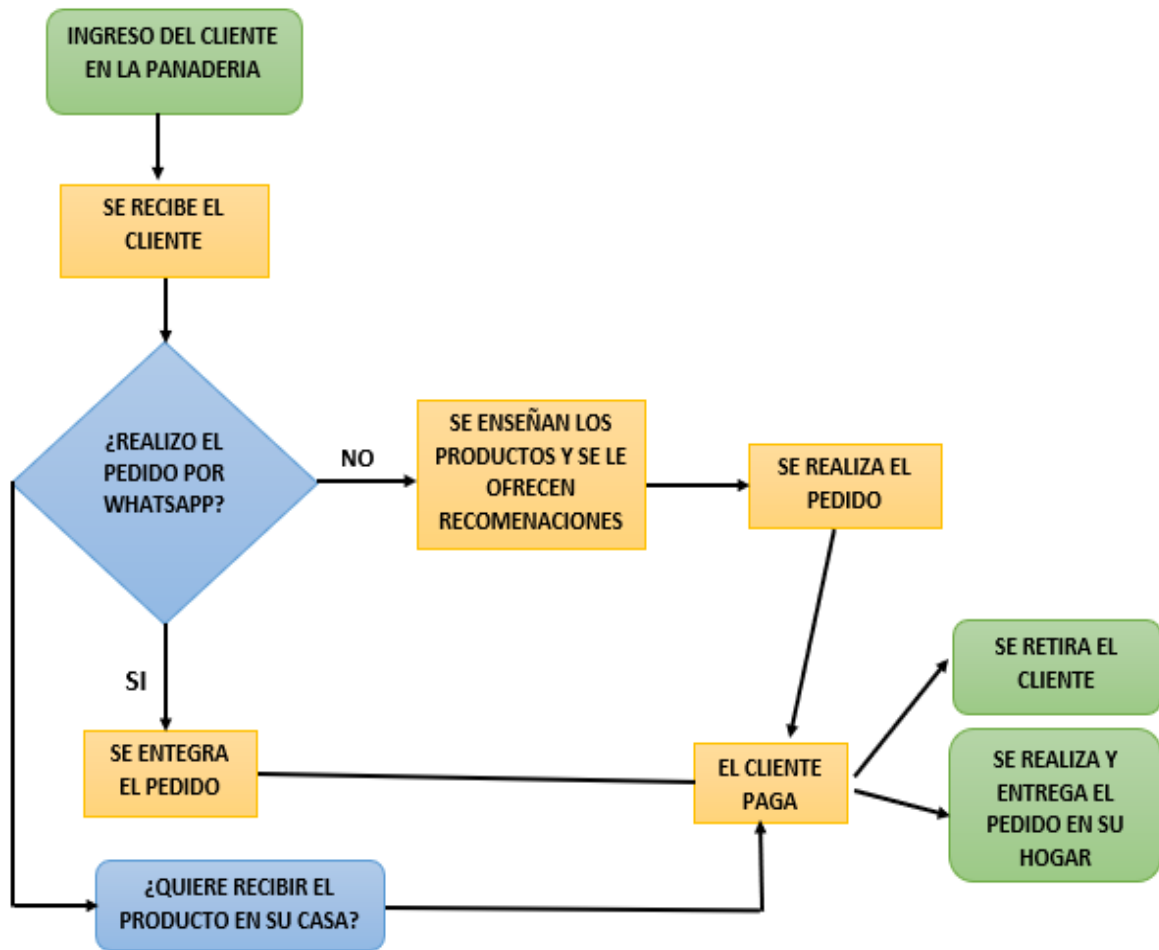 INGRESO DEL CLIENTE
EN LA PANADERIA
SE RECIBE EL
CLIENTE
¿REALIZO EL
PEDIDO POR
WHATSAPP?
NO
SE ENSEÑAN LOS
PRODUCTOS Y SE LE
OFRECEN
RECOMENACIONES
SE REALIZA EL
PEDIDO
SI
SE ENTEGRA
EL PEDIDO
EL CLIENTE
PAGA
SE RETIRA EL
CLIENTE
SE REALIZA Y
ENTREGA EL
PEDIDO EN SU
HOGAR
¿QUIERE RECIBIR EL
PRODUCTO EN SU CASA?